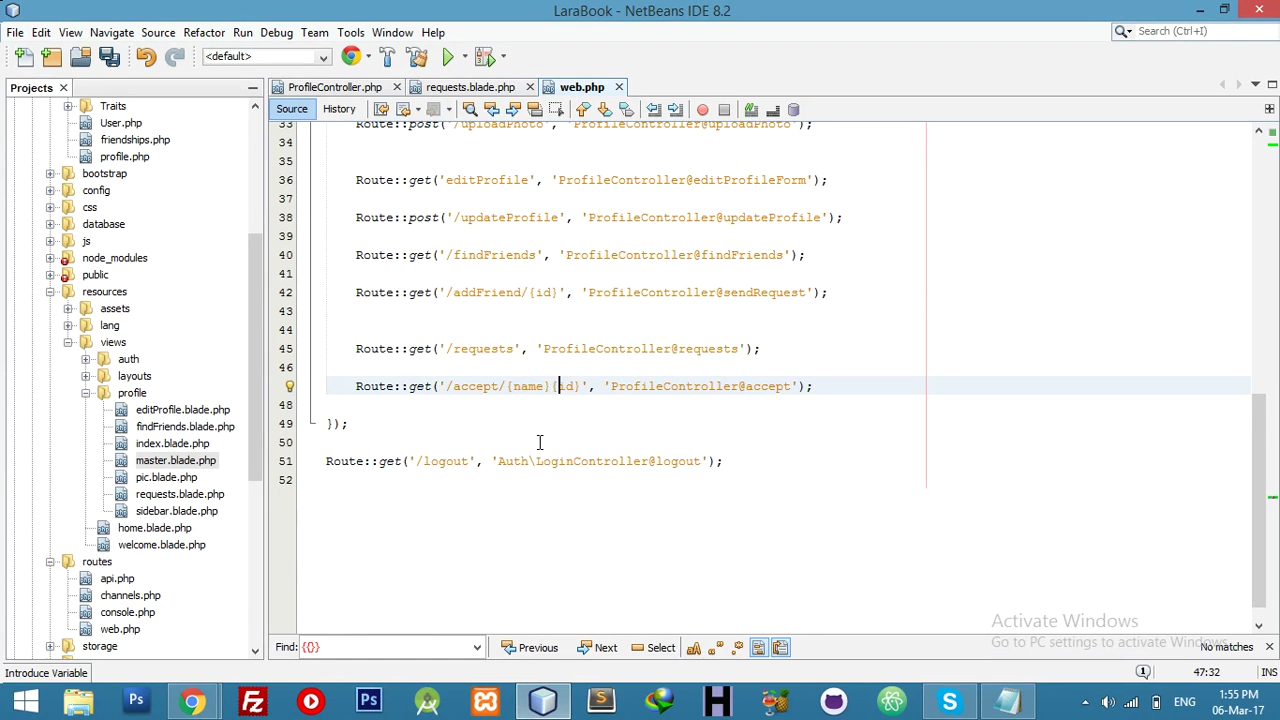 LaraBook - NetBeans IDE 8.2
File Edit View Navigate Source Refactor Run Debug Team Tools Window Help
Search (Ctrl+I)
<default>
Projects
ProfileController.php
requests.blade.php
web.php
Source
History
Traits
User.php
friendships.php
profile.php
bootstrap
config
css
database
js
node_modules
public
resources
assets
lang
views
auth
layouts
profile
editProfile.blade.php
findFriends.blade.php
index.blade.php
master.blade.php
pic.blade.php
requests.blade.php
sidebar.blade.php
home.blade.php
welcome.blade.php
routes
api.php
channels.php
console.php
web.php
storage
33 Route::post('/uploadPhoto', 'ProfileController@uploadPhoto');
34
35
36 Route::get('editProfile', 'ProfileController@editProfileForm');
37
38 Route::post('/updateProfile', 'ProfileController@updateProfile');
39
40 Route::get('/findFriends', 'ProfileController@findFriends');
41
42 Route::get('/addFriend/{id}', 'ProfileController@sendRequest');
43
44
45 Route::get('/requests', 'ProfileController@requests');
46
Route::get('/accept/{name}{id}', 'ProfileController@accept');
48
49 });
50
51 Route::get('/logout', 'Auth\LoginController@logout');
52
Activate Windows
Go to PC settings to activate Windows.
Find: {()}
Previous
Next
Select
No matches
Introduce Variable
47:32
INS
ENG
1:55 PM
06-Mar-17